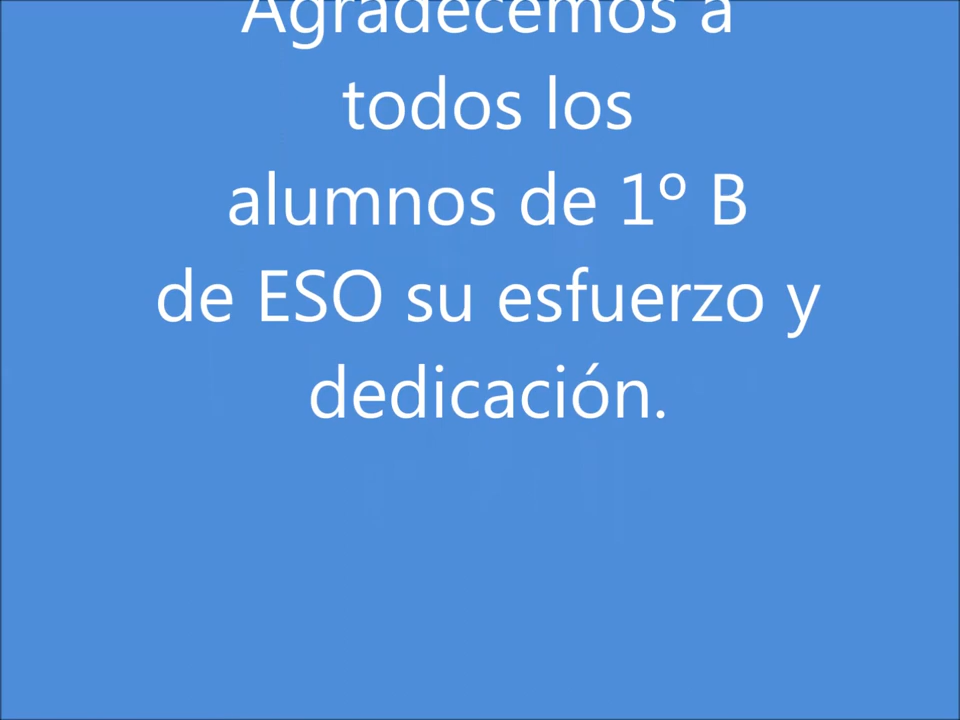 Agradecemos a
todos los
alumnos de 1º B
de ESO su esfuerzo y
dedicación.